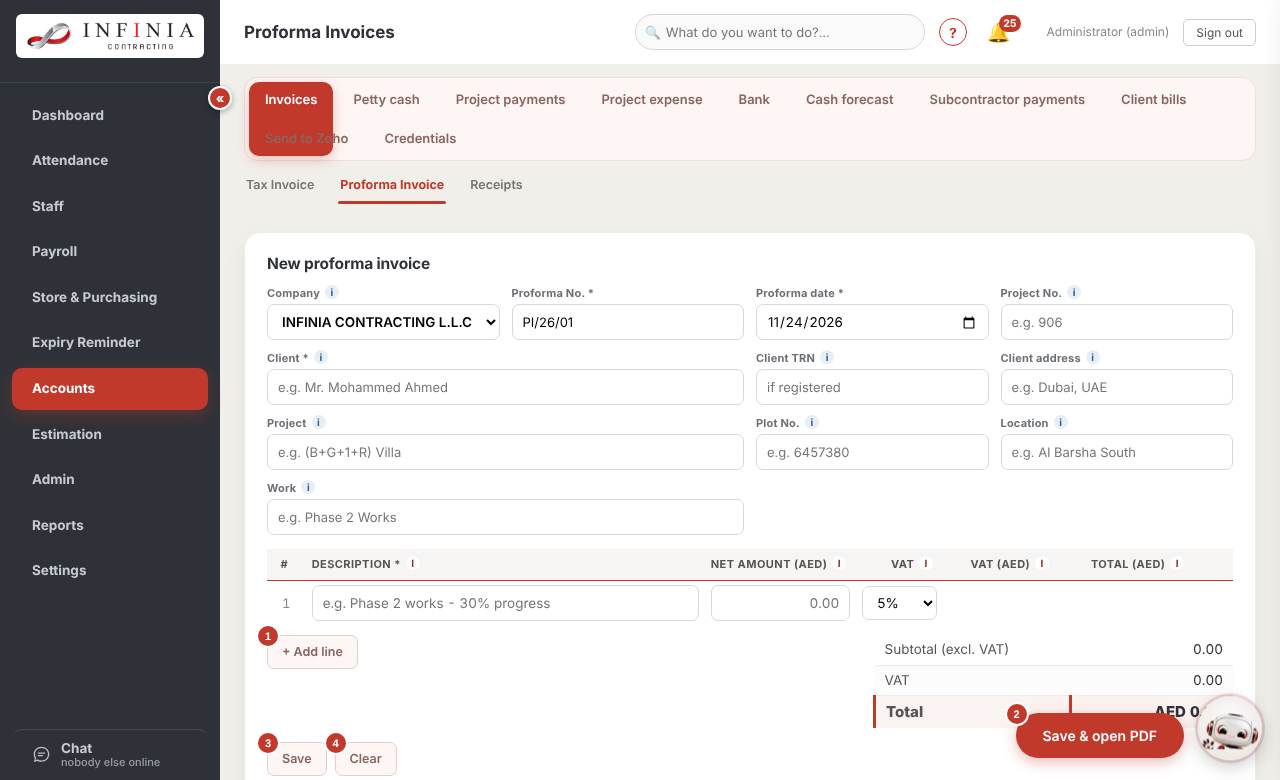 INFINIA
CONTRACTING
Proforma Invoices
What do you want to do?...
?
25
Administrator (admin)
Sign out
«
Dashboard
Attendance
Staff
Payroll
Store & Purchasing
Expiry Reminder
Accounts
Estimation
Admin
Reports
Settings
Chat
nobody else online
Invoices Petty cash Project payments Project expense Bank Cash forecast Subcontractor payments Client bills
Send to Zoho Credentials
Tax Invoice Proforma Invoice Receipts
New proforma invoice
Company i Proforma No. * Proforma date * Project No. i
INFINIA CONTRACTING L.L.C PI/26/01 11/24/2026 e.g. 906
Client * i Client TRN i Client address i
e.g. Mr. Mohammed Ahmed if registered e.g. Dubai, UAE
Project i Plot No. i Location i
e.g. (B+G+1+R) Villa e.g. 6457380 e.g. Al Barsha South
Work i
e.g. Phase 2 Works
# DESCRIPTION * I NET AMOUNT (AED) I VAT I VAT (AED) I TOTAL (AED) I
1 e.g. Phase 2 works - 30% progress 0.00 5%
1
+ Add line
Subtotal (excl. VAT) 0.00
VAT 0.00
Total AED 0
2
Save & open PDF
3 4
Save Clear